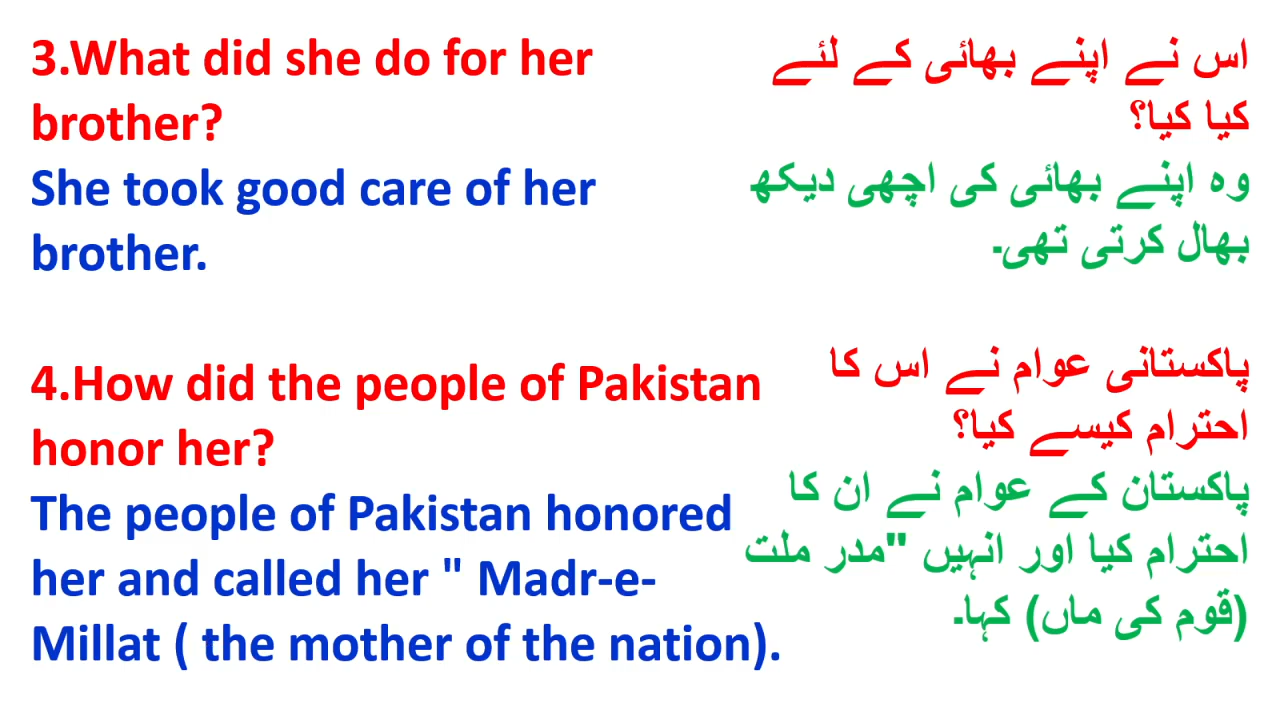 3.What did she do for her
brother?
She took good care of her
brother.
اس نے اپنے بھائی کے لئے
کیا کیا؟
وہ اپنے بھائی کی اچھی دیکھ
بھال کرتی تھی۔
4.How did the people of Pakistan
honor her?
The people of Pakistan honored
her and called her " Madr-e-
Millat ( the mother of the nation).
پاکستانی عوام نے اس کا
احترام کیسے کیا؟
پاکستان کے عوام نے ان کا
احترام کیا اور انہیں "مدر ملت
(قوم کی ماں) کہا۔